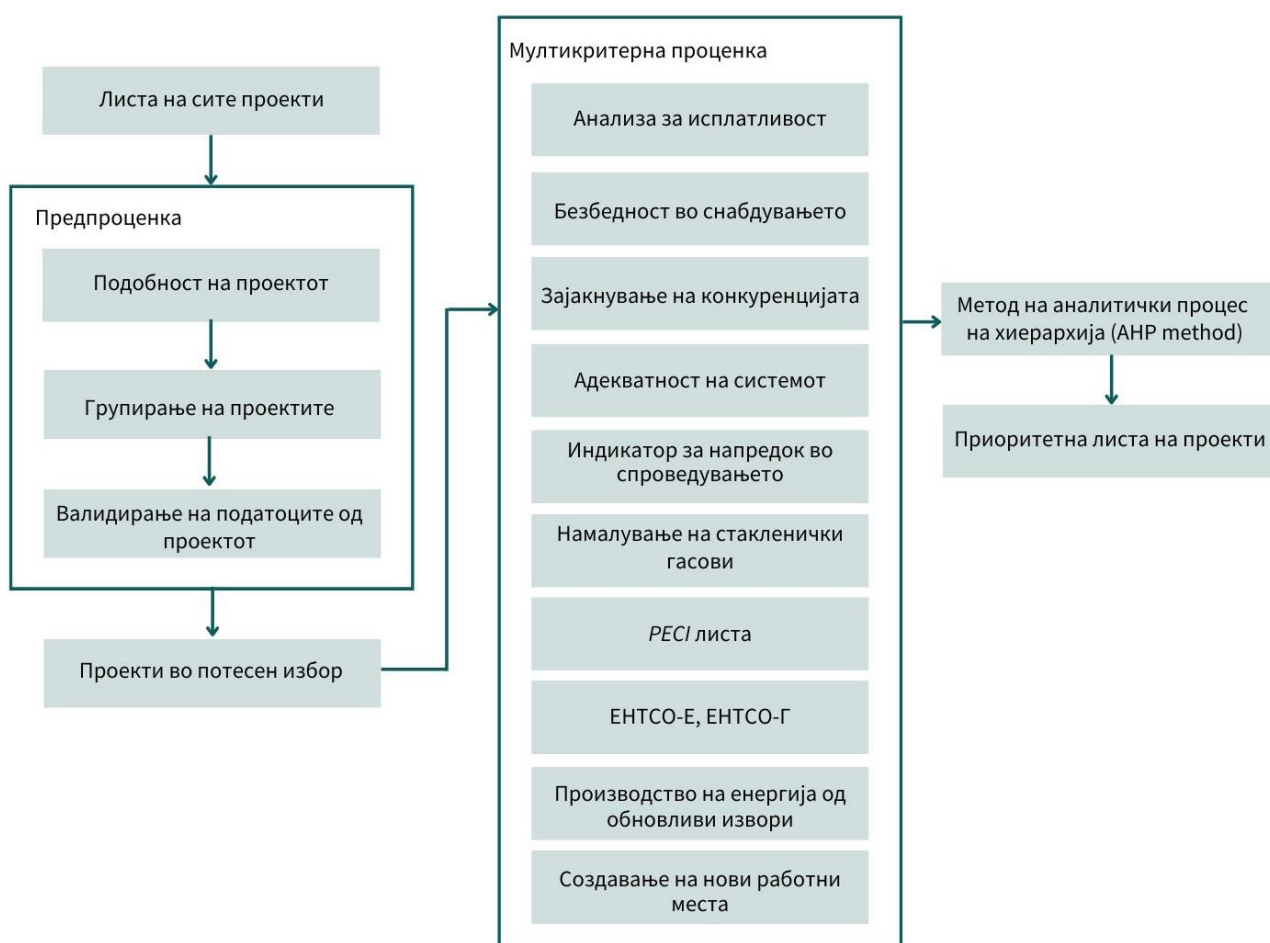 Листа на сите проекти
Предпроценка
Подобност на проектот
Групирање на проектите
Валидирање на податоците од
проектот
Проекти во потесен избор
Мултикритерна проценка
Анализа за исплатливост
Безбедност во снабдувањето
Зајакнување на конкуренцијата
Адекватност на системот
Индикатор за напредок во
спроведувањето
Намалување на стакленички
гасови
PECI листа
ЕНТСО-Е, ЕНТСО-Г
Производство на енергија од
обновливи извори
Создавање на нови работни
места
Метод на аналитички процес
на хиерархија (AHP method)
Приоритетна листа на проекти